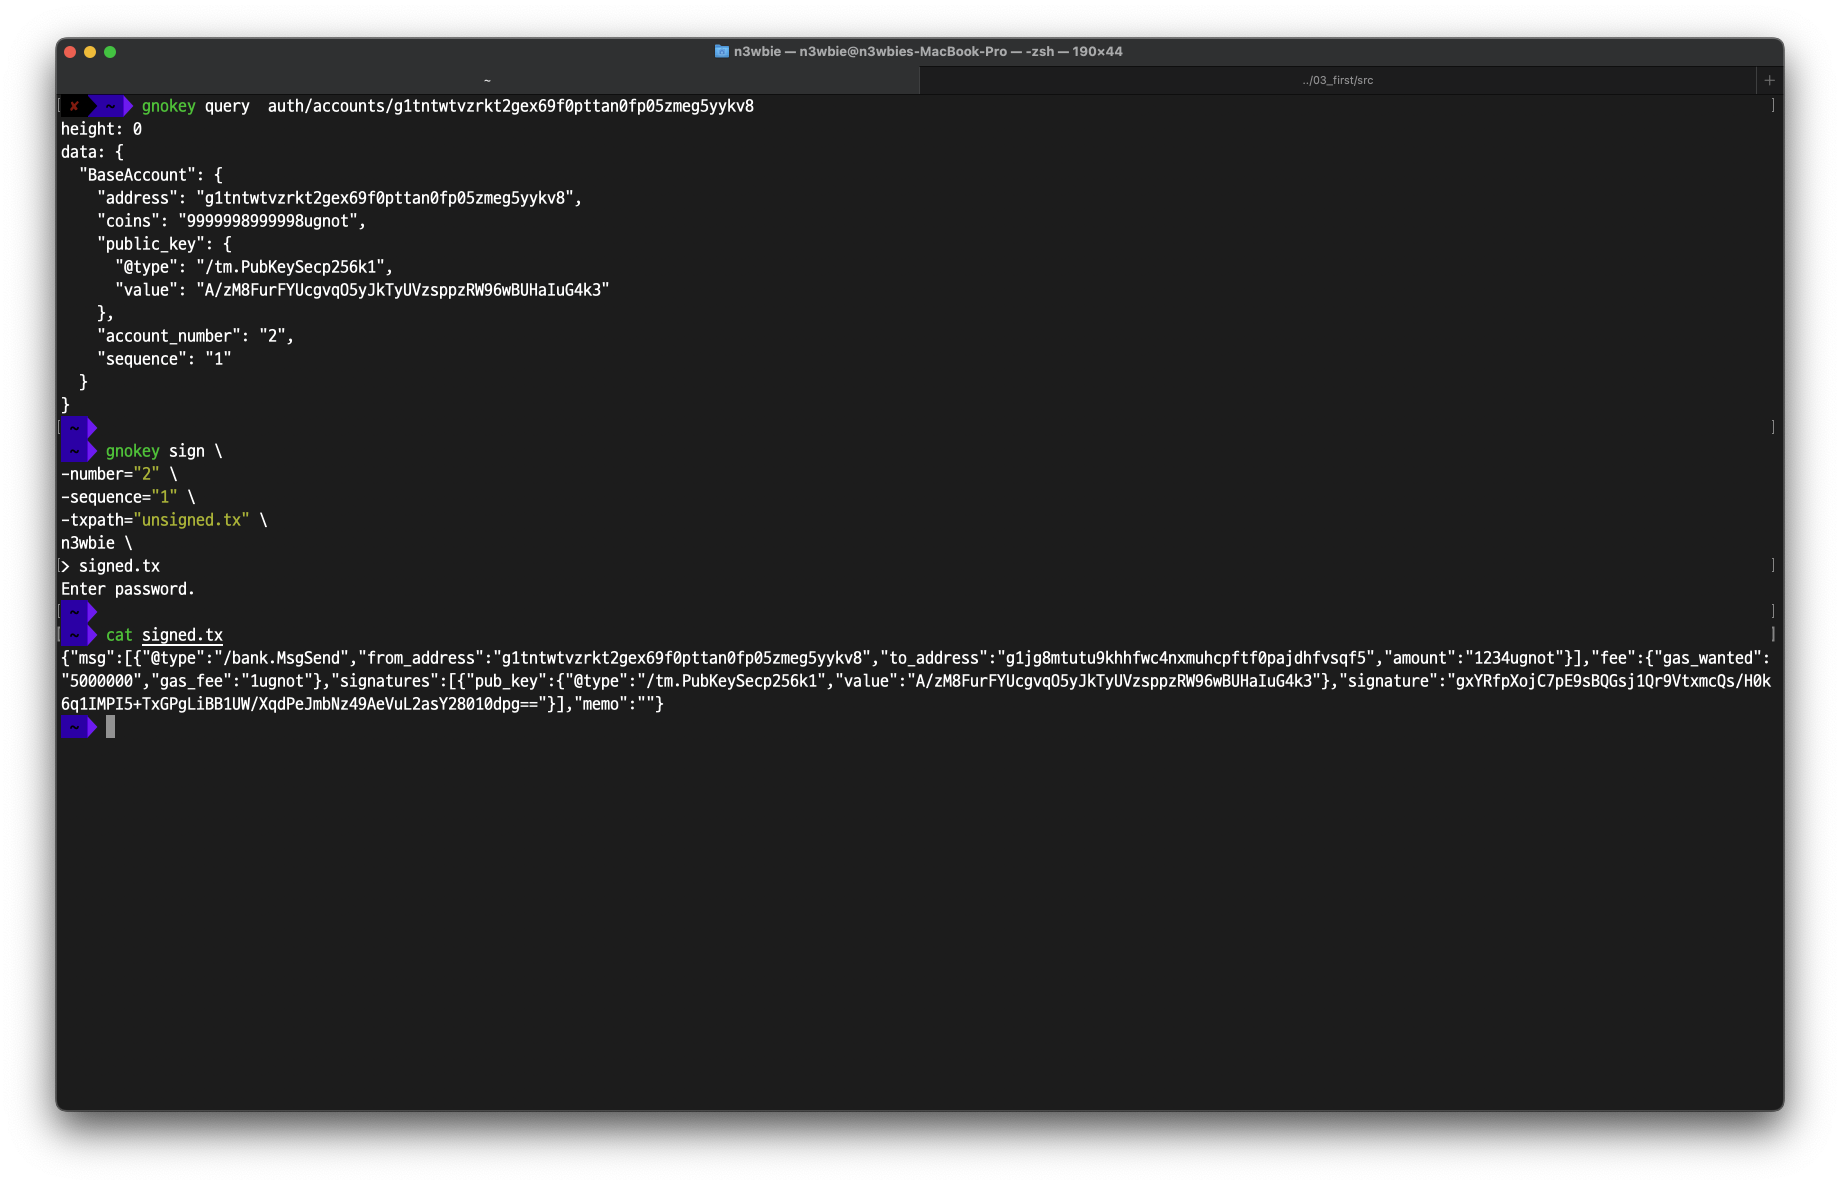 n3wbie — n3wbie@n3wbies-MacBook-Pro — -zsh — 190×44
~
../03_first/src
+
✘ ~ gnokey query  auth/accounts/g1tntwtvzrkt2gex69f0pttan0fp05zmeg5yykv8
height: 0
data: {
  "BaseAccount": {
    "address": "g1tntwtvzrkt2gex69f0pttan0fp05zmeg5yykv8",
    "coins": "9999998999998ugnot",
    "public_key": {
      "@type": "/tm.PubKeySecp256k1",
      "value": "A/zM8FurFYUcgvqO5yJkTyUVzsppzRW96wBUHaIuG4k3"
    },
    "account_number": "2",
    "sequence": "1"
  }
}
~
~ gnokey sign \
-number="2" \
-sequence="1" \
-txpath="unsigned.tx" \
n3wbie \
> signed.tx
Enter password.
~
~ cat signed.tx
{"msg":[{"@type":"/bank.MsgSend","from_address":"g1tntwtvzrkt2gex69f0pttan0fp05zmeg5yykv8","to_address":"g1jg8mtutu9khhfwc4nxmuhcpftf0pajdhfvsqf5","amount":"1234ugnot"}],"fee":{"gas_wanted":
"5000000","gas_fee":"1ugnot"},"signatures":[{"pub_key":{"@type":"/tm.PubKeySecp256k1","value":"A/zM8FurFYUcgvqO5yJkTyUVzsppzRW96wBUHaIuG4k3"},"signature":"gxYRfpXojC7pE9sBQGsj1Qr9VtxmcQs/H0k
6q1IMPI5+TxGPgLiBB1UW/XqdPeJmbNz49AeVuL2asY28010dpg=="}],"memo":""}
~